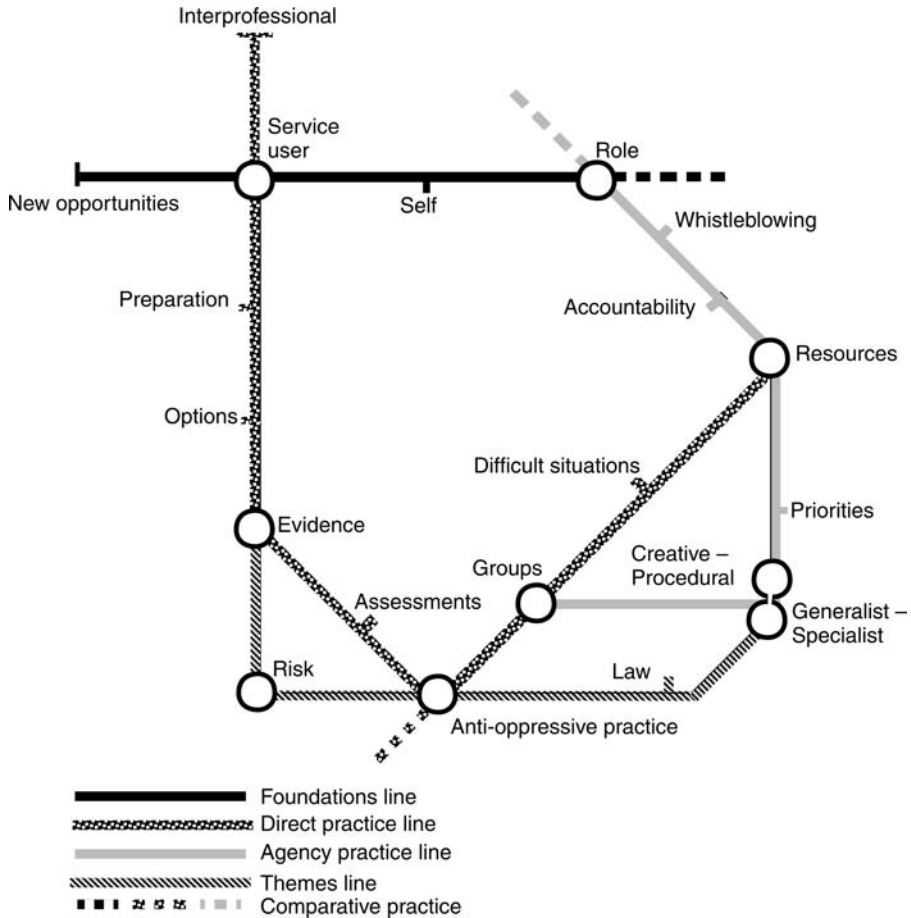 Interprofessional
Service
user
Role
New opportunities
Self
Whistleblowing
Preparation
Accountability
Resources
Options
Difficult situations
Evidence
Priorities
Groups
Creative –
Procedural
Assessments
Generalist –
Specialist
Risk
Law
Anti-oppressive practice
Foundations line
Direct practice line
Agency practice line
Themes line
Comparative practice